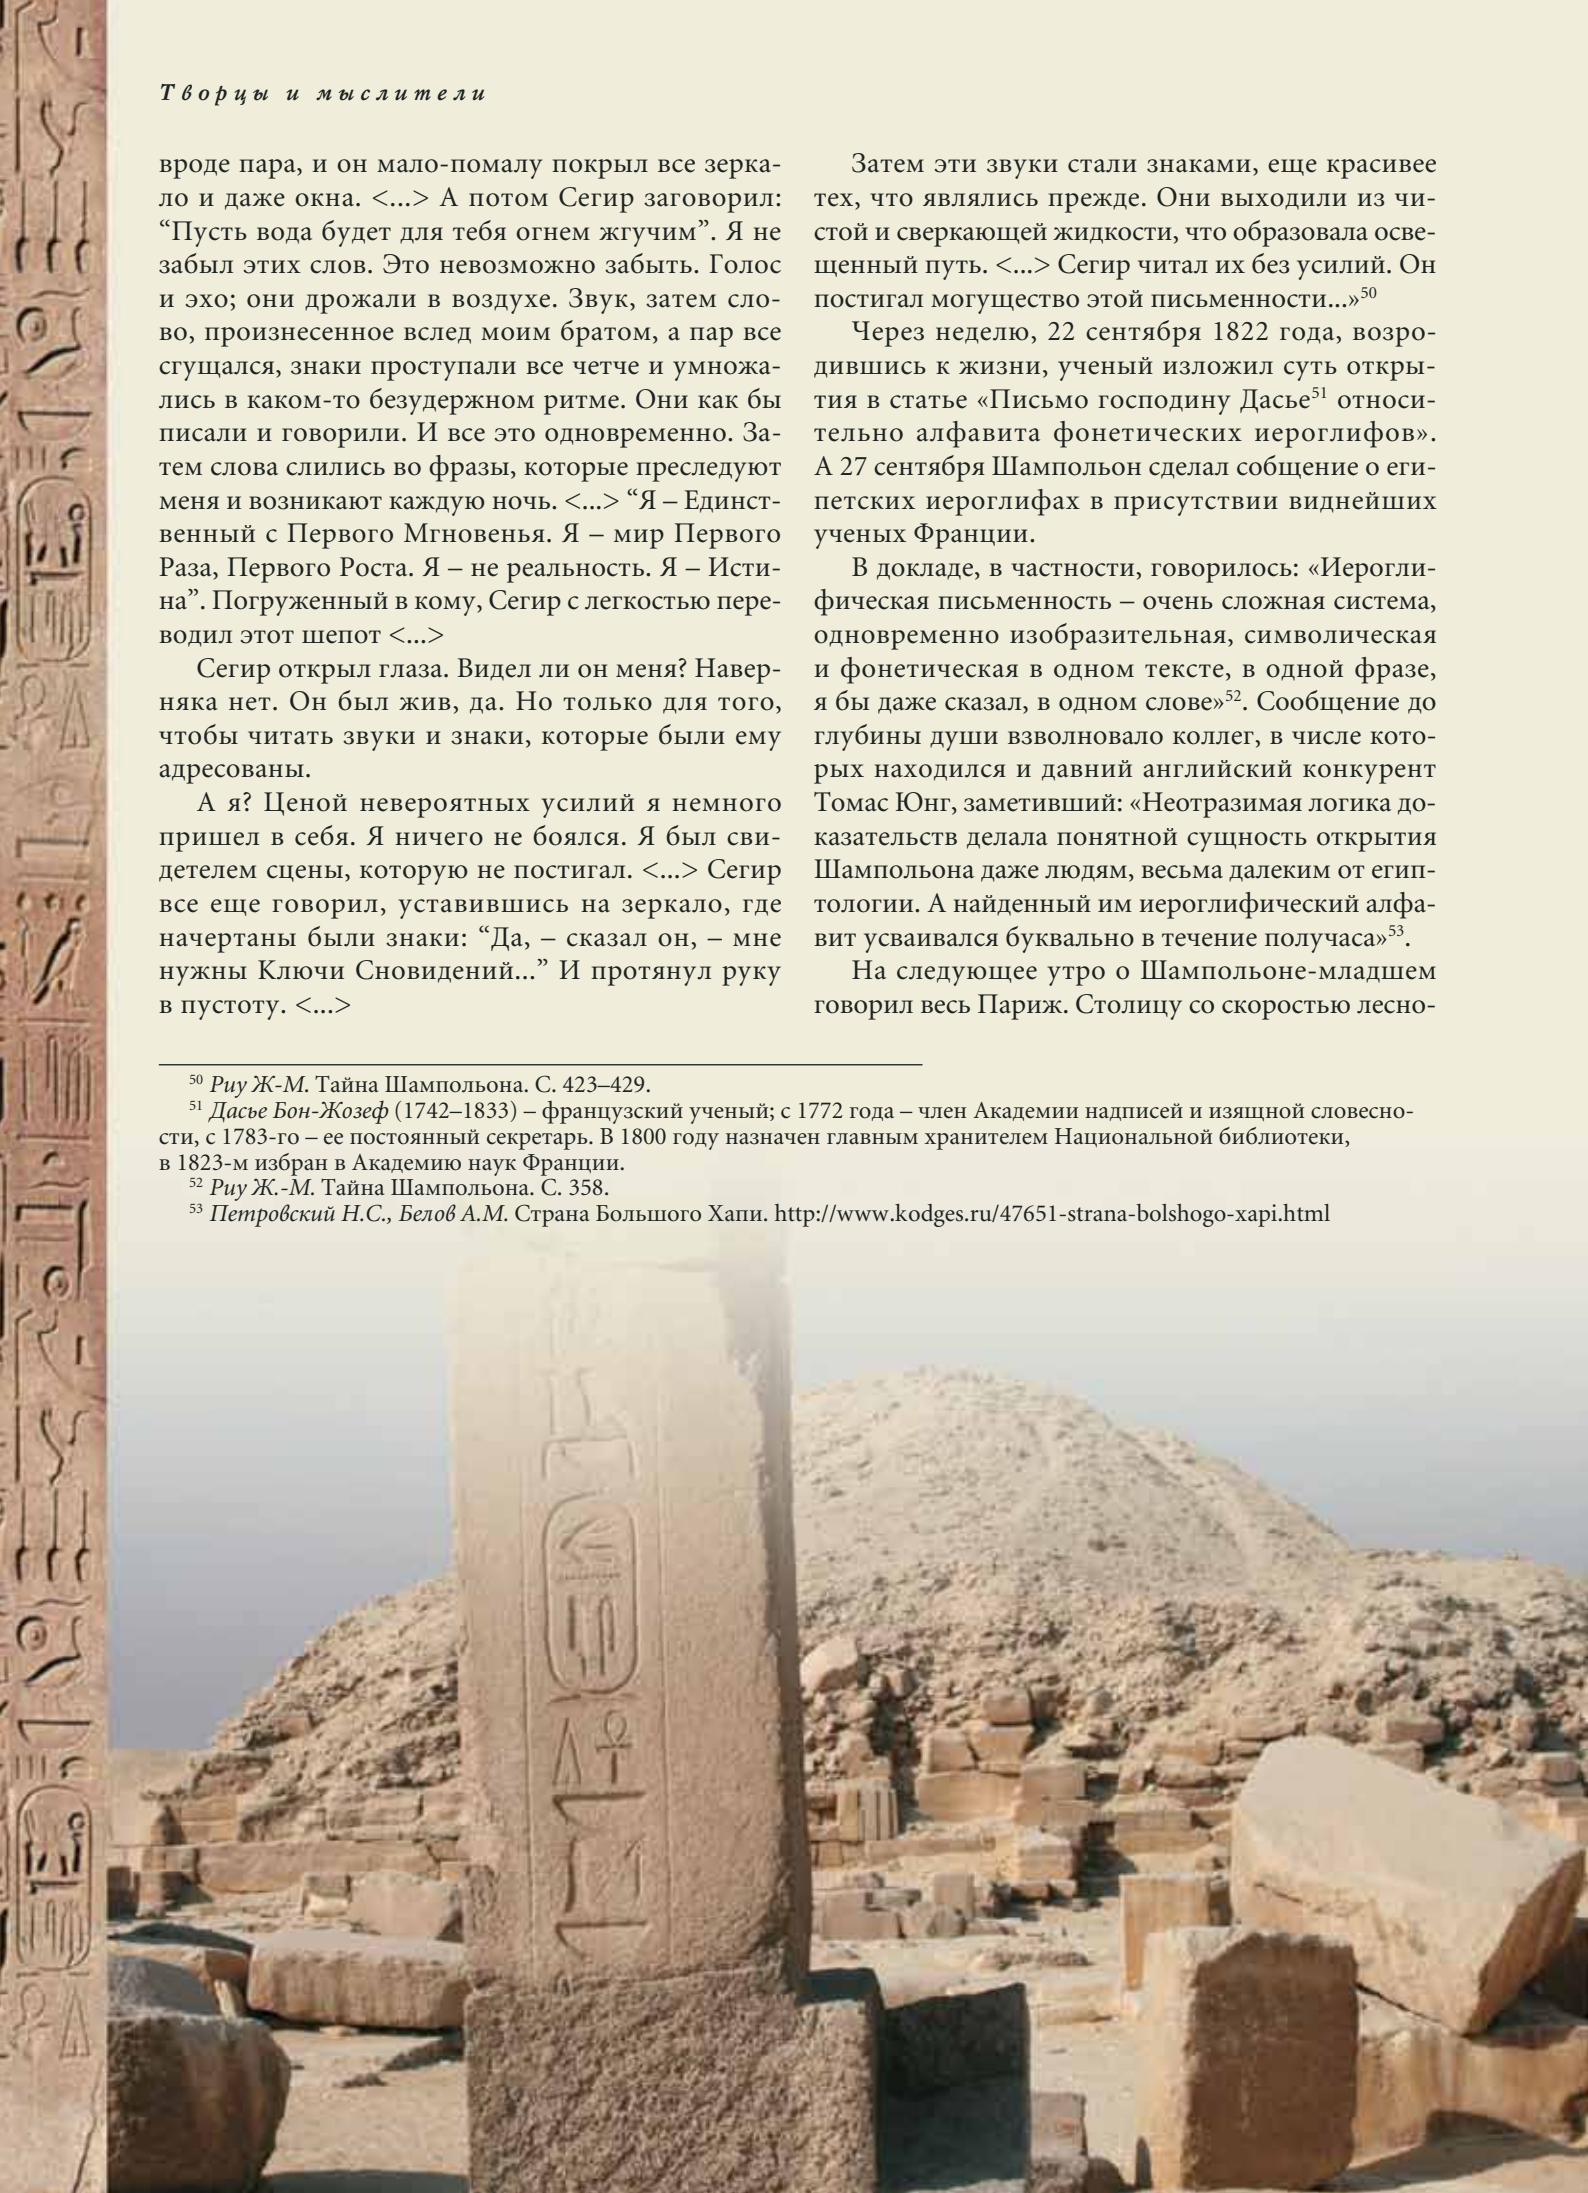 Творцы и мыслители
вроде пара, и он мало-помалу покрыл все зерка-
ло и даже окна. <...> А потом Сегир заговорил:
“Пусть вода будет для тебя огнем жгучим”. Я не
забыл этих слов. Это невозможно забыть. Голос
и эхо; они дрожали в воздухе. Звук, затем сло-
во, произнесенное вслед моим братом, а пар все
сгущался, знаки проступали все четче и умножа-
лись в каком-то безудержном ритме. Они как бы
писали и говорили. И все это одновременно. За-
тем слова слились во фразы, которые преследуют
меня и возникают каждую ночь. <...> “Я – Единст-
венный с Первого Мгновенья. Я – мир Первого
Раза, Первого Роста. Я – не реальность. Я – Исти-
на”. Погруженный в кому, Сегир с легкостью пере-
водил этот шепот <...>
Сегир открыл глаза. Видел ли он меня? Навер-
няка нет. Он был жив, да. Но только для того,
чтобы читать звуки и знаки, которые были ему
адресованы.
А я? Ценой невероятных усилий я немного
пришел в себя. Я ничего не боялся. Я был сви-
детелем сцены, которую не постигал. <...> Сегир
все еще говорил, уставившись на зеркало, где
начертаны были знаки: “Да, – сказал он, – мне
нужны Ключи Сновидений...” И протянул руку
в пустоту. <...>
Затем эти звуки стали знаками, еще красивее
тех, что являлись прежде. Они выходили из чи-
стой и сверкающей жидкости, что образовала осве-
щенный путь. <...> Сегир читал их без усилий. Он
постигал могущество этой письменности...»⁵⁰
Через неделю, 22 сентября 1822 года, возро-
дившись к жизни, ученый изложил суть откры-
тия в статье «Письмо господину Дасье⁵¹ относи-
тельно алфавита фонетических иероглифов».
А 27 сентября Шампольон сделал собщение о еги-
петских иероглифах в присутствии виднейших
ученых Франции.
В докладе, в частности, говорилось: «Иерогли-
фическая письменность – очень сложная система,
одновременно изобразительная, символическая
и фонетическая в одном тексте, в одной фразе,
я бы даже сказал, в одном слове»⁵². Сообщение до
глубины души взволновало коллег, в числе кото-
рых находился и давний английский конкурент
Томас Юнг, заметивший: «Неотразимая логика до-
казательств делала понятной сущность открытия
Шампольона даже людям, весьма далеким от егип-
тологии. А найденный им иероглифический алфа-
вит усваивался буквально в течение получаса»⁵³.
На следующее утро о Шампольоне-младшем
говорил весь Париж. Столицу со скоростью лесно-
⁵⁰ Риу Ж-М. Тайна Шампольона. С. 423–429.
⁵¹ Дасье Бон-Жозеф (1742–1833) – французский ученый; с 1772 года – член Академии надписей и изящной словесно-
сти, с 1783-го – ее постоянный секретарь. В 1800 году назначен главным хранителем Национальной библиотеки,
в 1823-м избран в Академию наук Франции.
⁵² Риу Ж.-М. Тайна Шампольона. С. 358.
⁵³ Петровский Н.С., Белов А.М. Страна Большого Хапи. http://www.kodges.ru/47651-strana-bolshogo-xapi.html